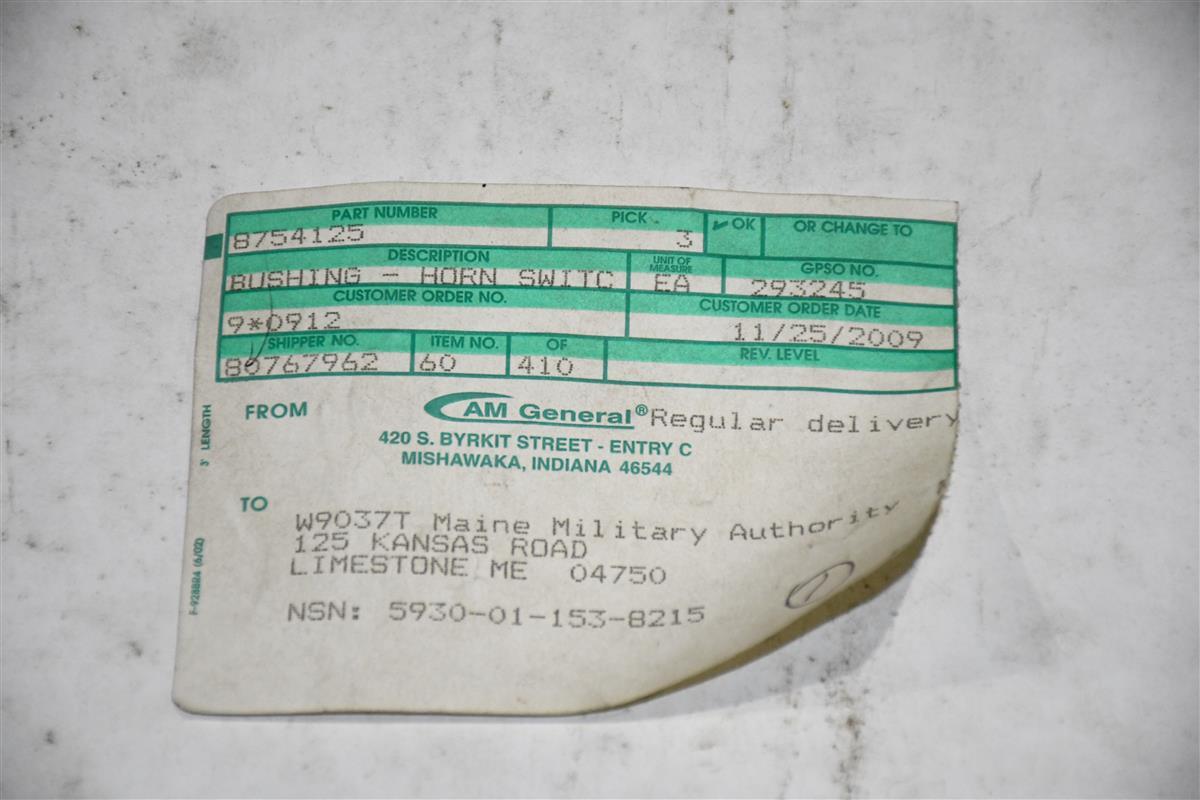 PART NUMBER PICK OK OR CHANGE TO
8754125 3
DESCRIPTION UNIT OF MEASURE GPSO NO.
BUSHING - HORN SWITC EA 293245
CUSTOMER ORDER NO. CUSTOMER ORDER DATE
9*0912 11/25/2009
SHIPPER NO. ITEM NO. OF REV. LEVEL
80767962 60 410
FROM AM General® Regular delivery
420 S. BYRKIT STREET - ENTRY C
MISHAWAKA, INDIANA 46544
TO
W9037T Maine Military Authority
125 KANSAS ROAD
LIMESTONE ME 04750
NSN: 5930-01-153-8215
3" LENGTH